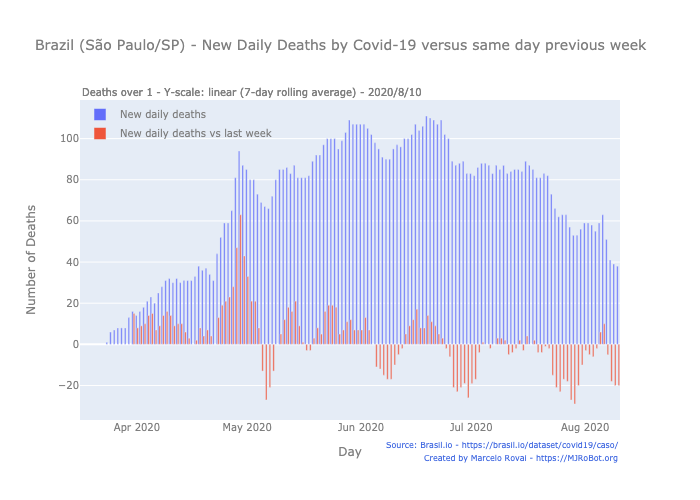 Brazil (São Paulo/SP) - New Daily Deaths by Covid-19 versus same day previous week
Deaths over 1 - Y-scale: linear (7-day rolling average) - 2020/8/10
New daily deaths
New daily deaths vs last week
Number of Deaths
100
80
60
40
20
0
−20
Apr 2020
May 2020
Jun 2020
Jul 2020
Aug 2020
Day
Source: Brasil.io - https://brasil.io/dataset/covid19/caso/
Created by Marcelo Rovai - https://MJRoBot.org